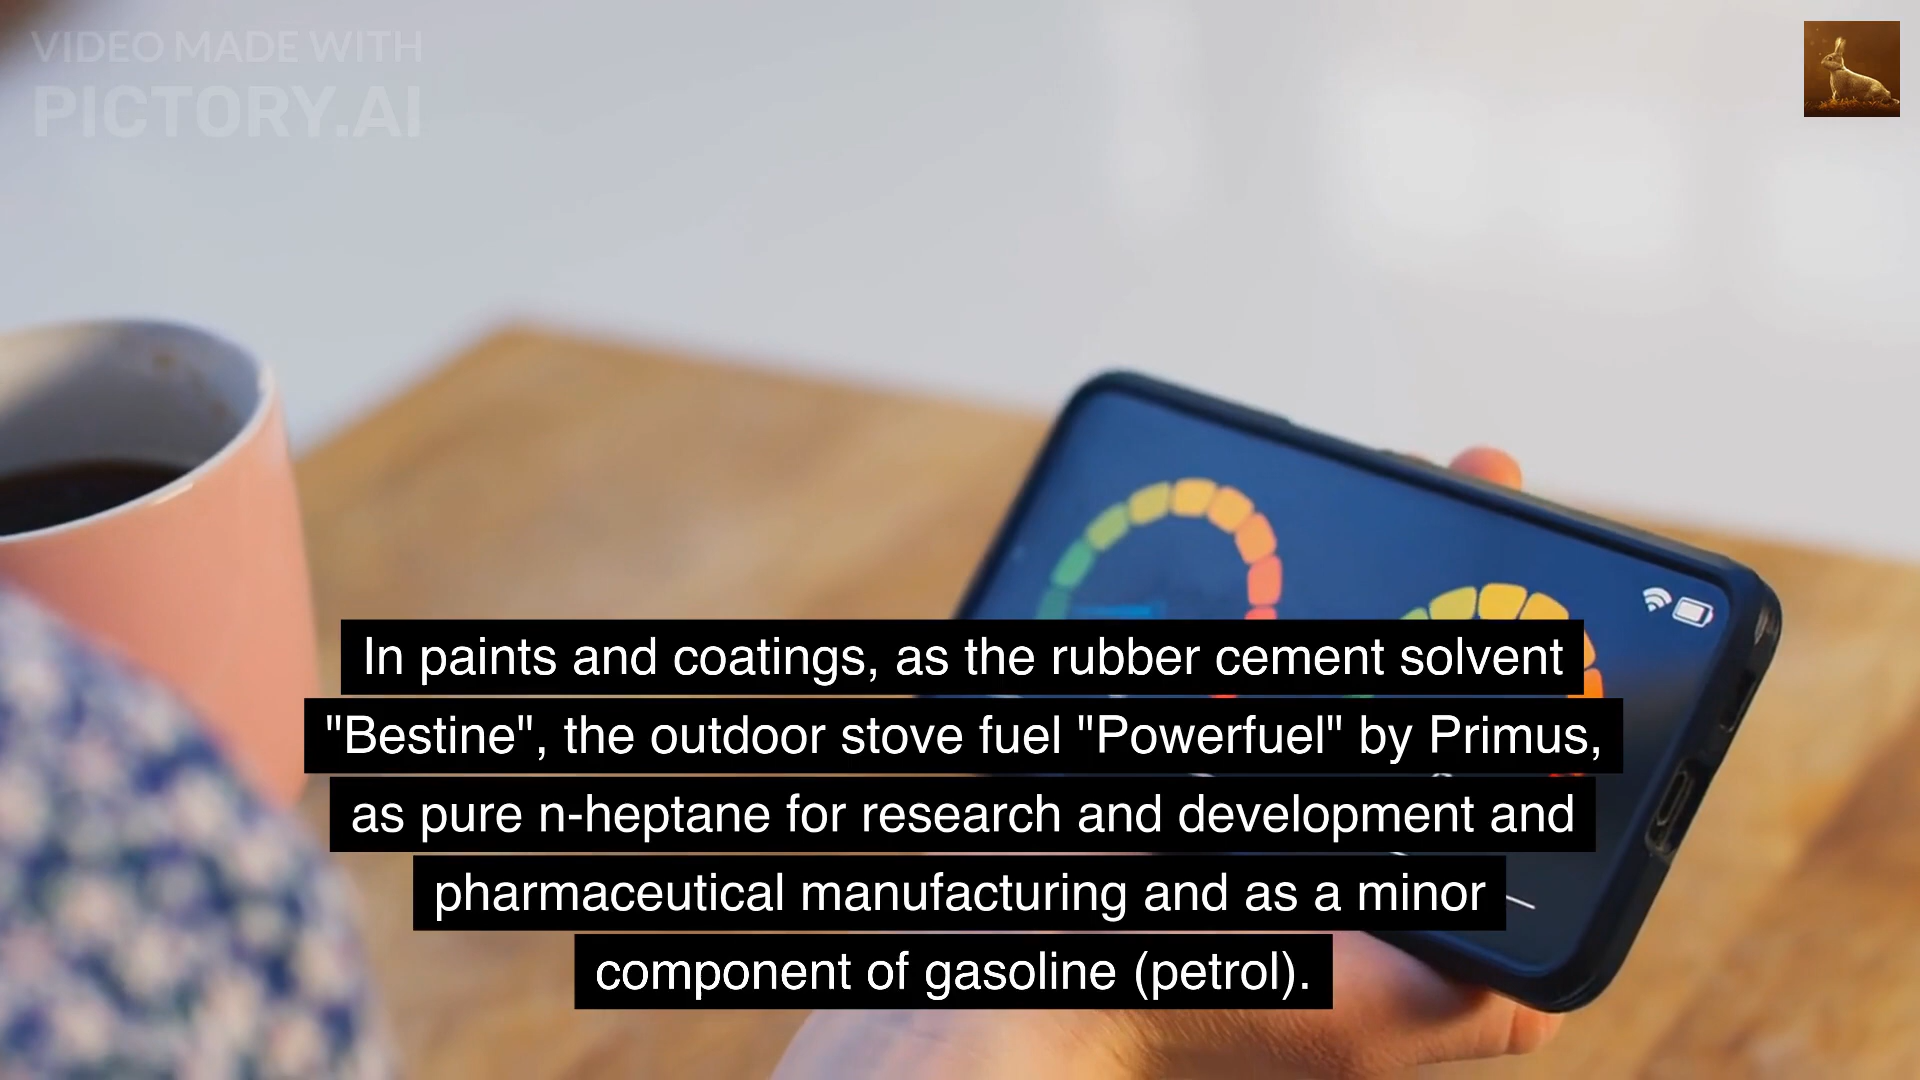 VIDEO MADE WITH
PICTORY.AI
In paints and coatings, as the rubber cement solvent
"Bestine", the outdoor stove fuel "Powerfuel" by Primus,
as pure n-heptane for research and development and
pharmaceutical manufacturing and as a minor
component of gasoline (petrol).